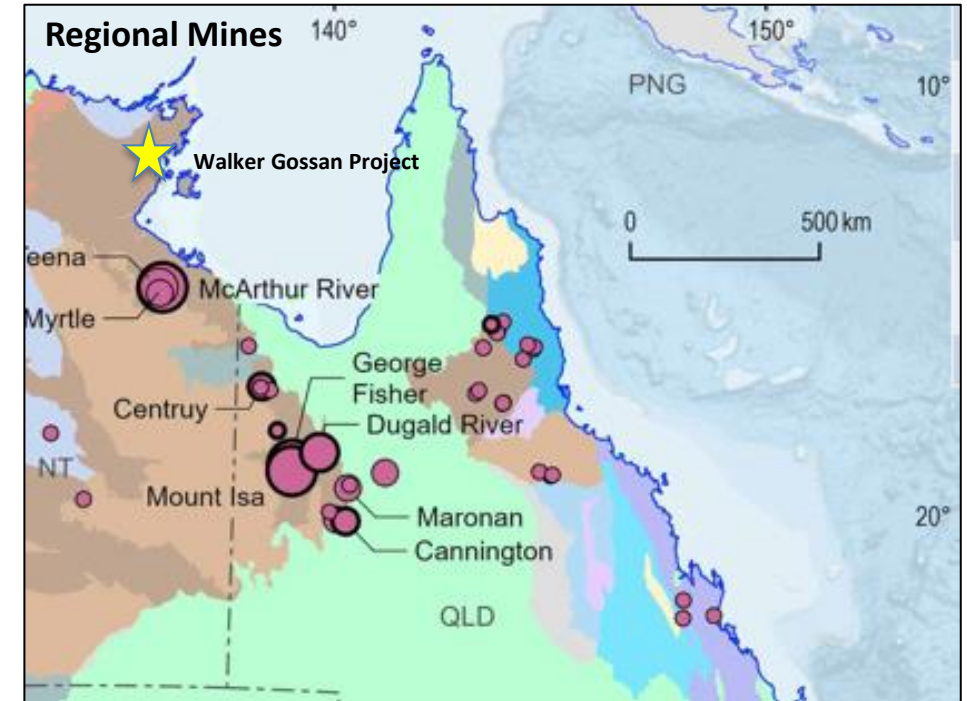 Regional Mines
140°
150°
PNG
10°
Walker Gossan Project
0
500 km
eena
McArthur River
Myrtle
George
Fisher
Centruy
Dugald River
NT
Mount Isa
Maronan
20°
Cannington
QLD